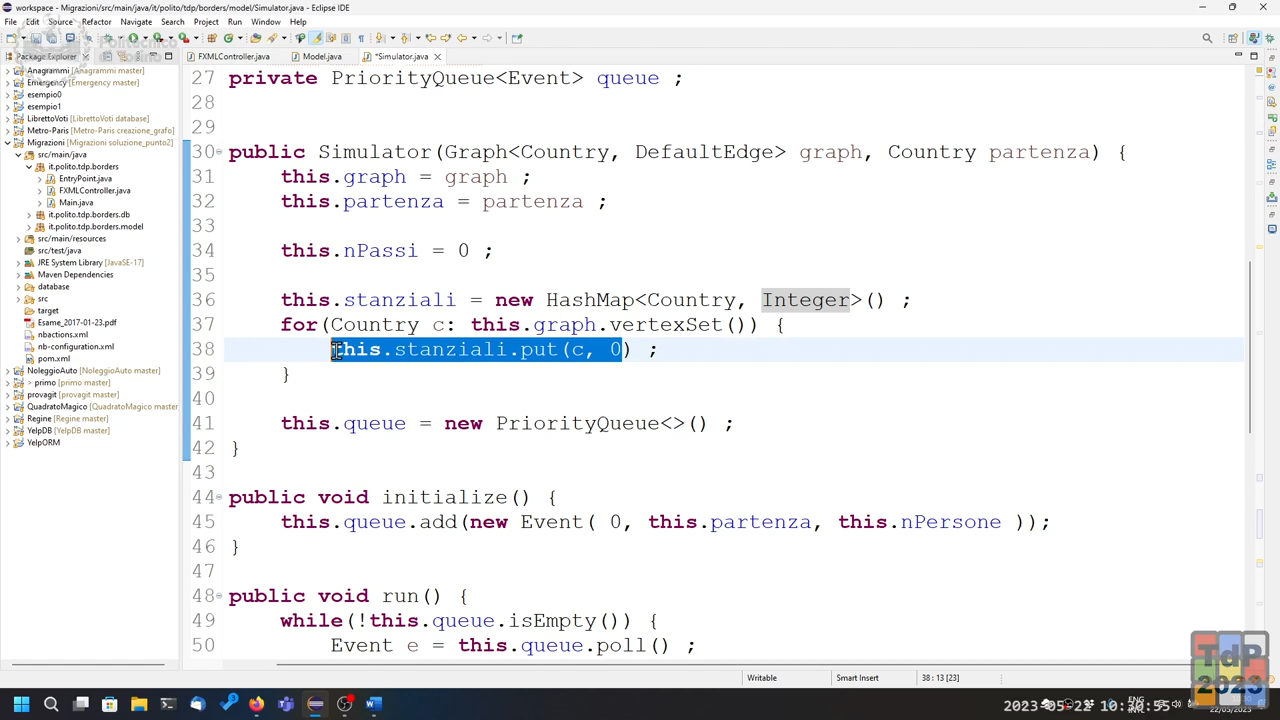 workspace - Migrazioni/src/main/java/it/polito/tdp/borders/model/Simulator.java - Eclipse IDE
File Edit Source Refactor Navigate Search Project Run Window Help
Politecnico
Package Explorer
FXMLController.java Model.java *Simulator.java
Anagrammi [Anagrammi master]
Emergency [Emergency master]
esempio0
esempio1
LibrettoVoti [LibrettoVoti database]
Metro-Paris [Metro-Paris creazione_grafo]
Migrazioni [Migrazioni soluzione_punto2]
src/main/java
it.polito.tdp.borders
EntryPoint.java
FXMLController.java
Main.java
it.polito.tdp.borders.db
it.polito.tdp.borders.model
src/main/resources
src/test/java
JRE System Library [JavaSE-17]
Maven Dependencies
database
src
target
Esame_2017-01-23.pdf
nbactions.xml
nb-configuration.xml
pom.xml
NoleggioAuto [NoleggioAuto master]
> primo [Migrazioni master]
provagit [provagit master]
QuadratoMagico [QuadratoMagico master]
Regine [Regine master]
YelpDB [YelpDB master]
YelpORM
27 private PriorityQueue<Event> queue ;
28
29
30 public Simulator(Graph<Country, DefaultEdge> graph, Country partenza) {
31 this.graph = graph ;
32 this.partenza = partenza ;
33
34 this.nPassi = 0 ;
35
36 this.stanziali = new HashMap<Country, Integer>() ;
37 for(Country c: this.graph.vertexSet()) {
38 this.stanziali.put(c, 0) ;
39 }
40
41 this.queue = new PriorityQueue<>() ;
42 }
43
44 public void initialize() {
45 this.queue.add(new Event( 0, this.partenza, this.nPersone ));
46 }
47
48 public void run() {
49 while(!this.queue.isEmpty()) {
50 Event e = this.queue.poll() ;
Writable Smart Insert 38 : 13 [23]
TdP
2023
ENG
2023-05-22 10:20:55